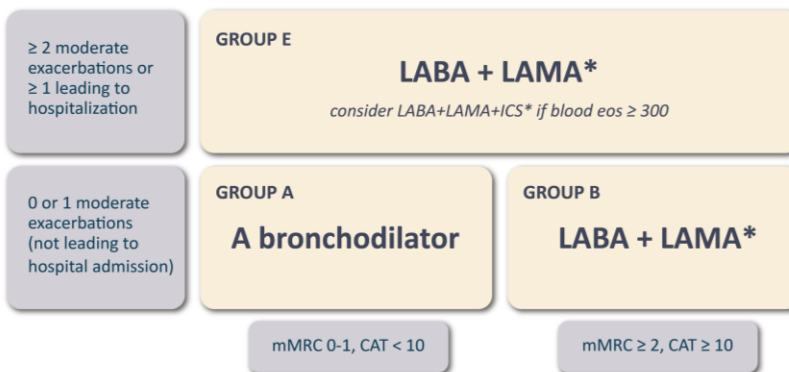 ≥ 2 moderate
exacerbations or
≥ 1 leading to
hospitalization
GROUP E
LABA + LAMA*
consider LABA+LAMA+ICS* if blood eos ≥ 300
0 or 1 moderate
exacerbations
(not leading to
hospital admission)
GROUP A
A bronchodilator
GROUP B
LABA + LAMA*
mMRC 0-1, CAT < 10
mMRC ≥ 2, CAT ≥ 10